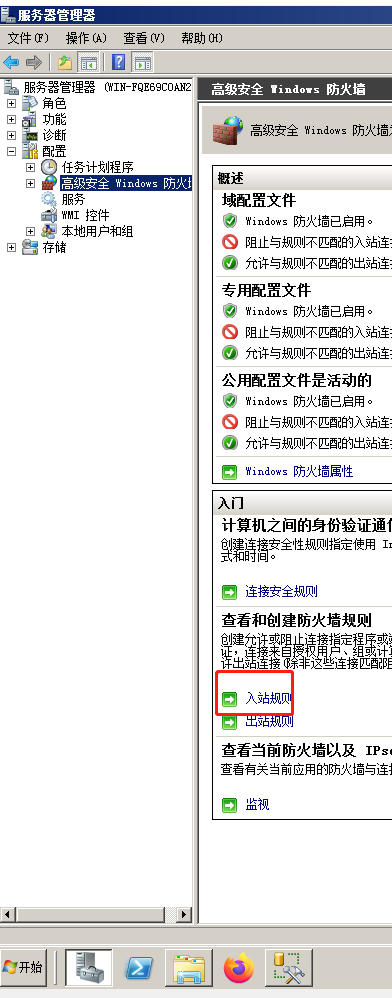 服务器管理器
文件(F) 操作(A) 查看(V) 帮助(H)
服务器管理器 (WIN-FQE69COAN2
角色
功能
诊断
配置
任务计划程序
高级安全 Windows 防火墙
服务
WMI 控件
本地用户和组
存储
高级安全 Windows 防火墙
高级安全 Windows 防火墙
概述
域配置文件
Windows 防火墙已启用。
阻止与规则不匹配的入站连
允许与规则不匹配的出站连
专用配置文件
Windows 防火墙已启用。
阻止与规则不匹配的入站连
允许与规则不匹配的出站连
公用配置文件是活动的
Windows 防火墙已启用。
阻止与规则不匹配的入站连
允许与规则不匹配的出站连
Windows 防火墙属性
入门
计算机之间的身份验证通
创建连接安全性规则指定使用 In
式和时间。
连接安全规则
查看和创建防火墙规则
创建允许或阻止连接指定程序或
证，连接来自授权用户、组或计
许出站连接(除非这些连接匹配阻
入站规则
出站规则
查看当前防火墙以及 IPse
查看有关当前应用的防火墙与连
监视
开始